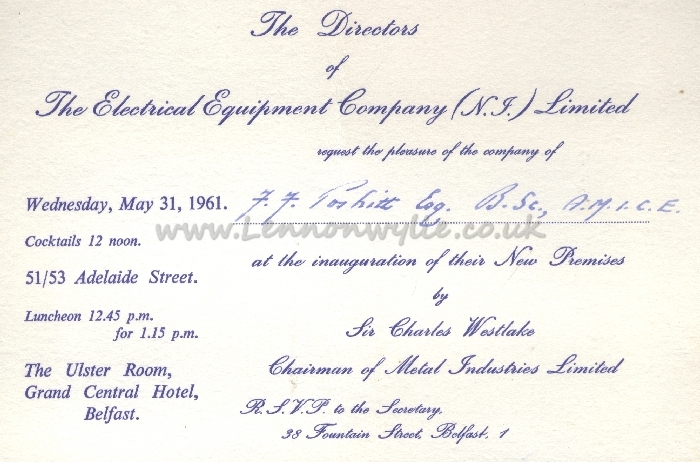 The Directors
of
The Electrical Equipment Company (N.I.) Limited
request the pleasure of the company of
Wednesday, May 31, 1961.
F. F. Poskitt Esq. B.Sc., A.M.I.C.E.
www.Lennonwylie.co.uk
Cocktails 12 noon.
51/53 Adelaide Street.
Luncheon 12.45 p.m.
for 1.15 p.m.
The Ulster Room,
Grand Central Hotel,
Belfast.
at the inauguration of their New Premises
by
Sir Charles Westlake
Chairman of Metal Industries Limited
R.S.V.P. to the Secretary,
38 Fountain Street, Belfast, 1